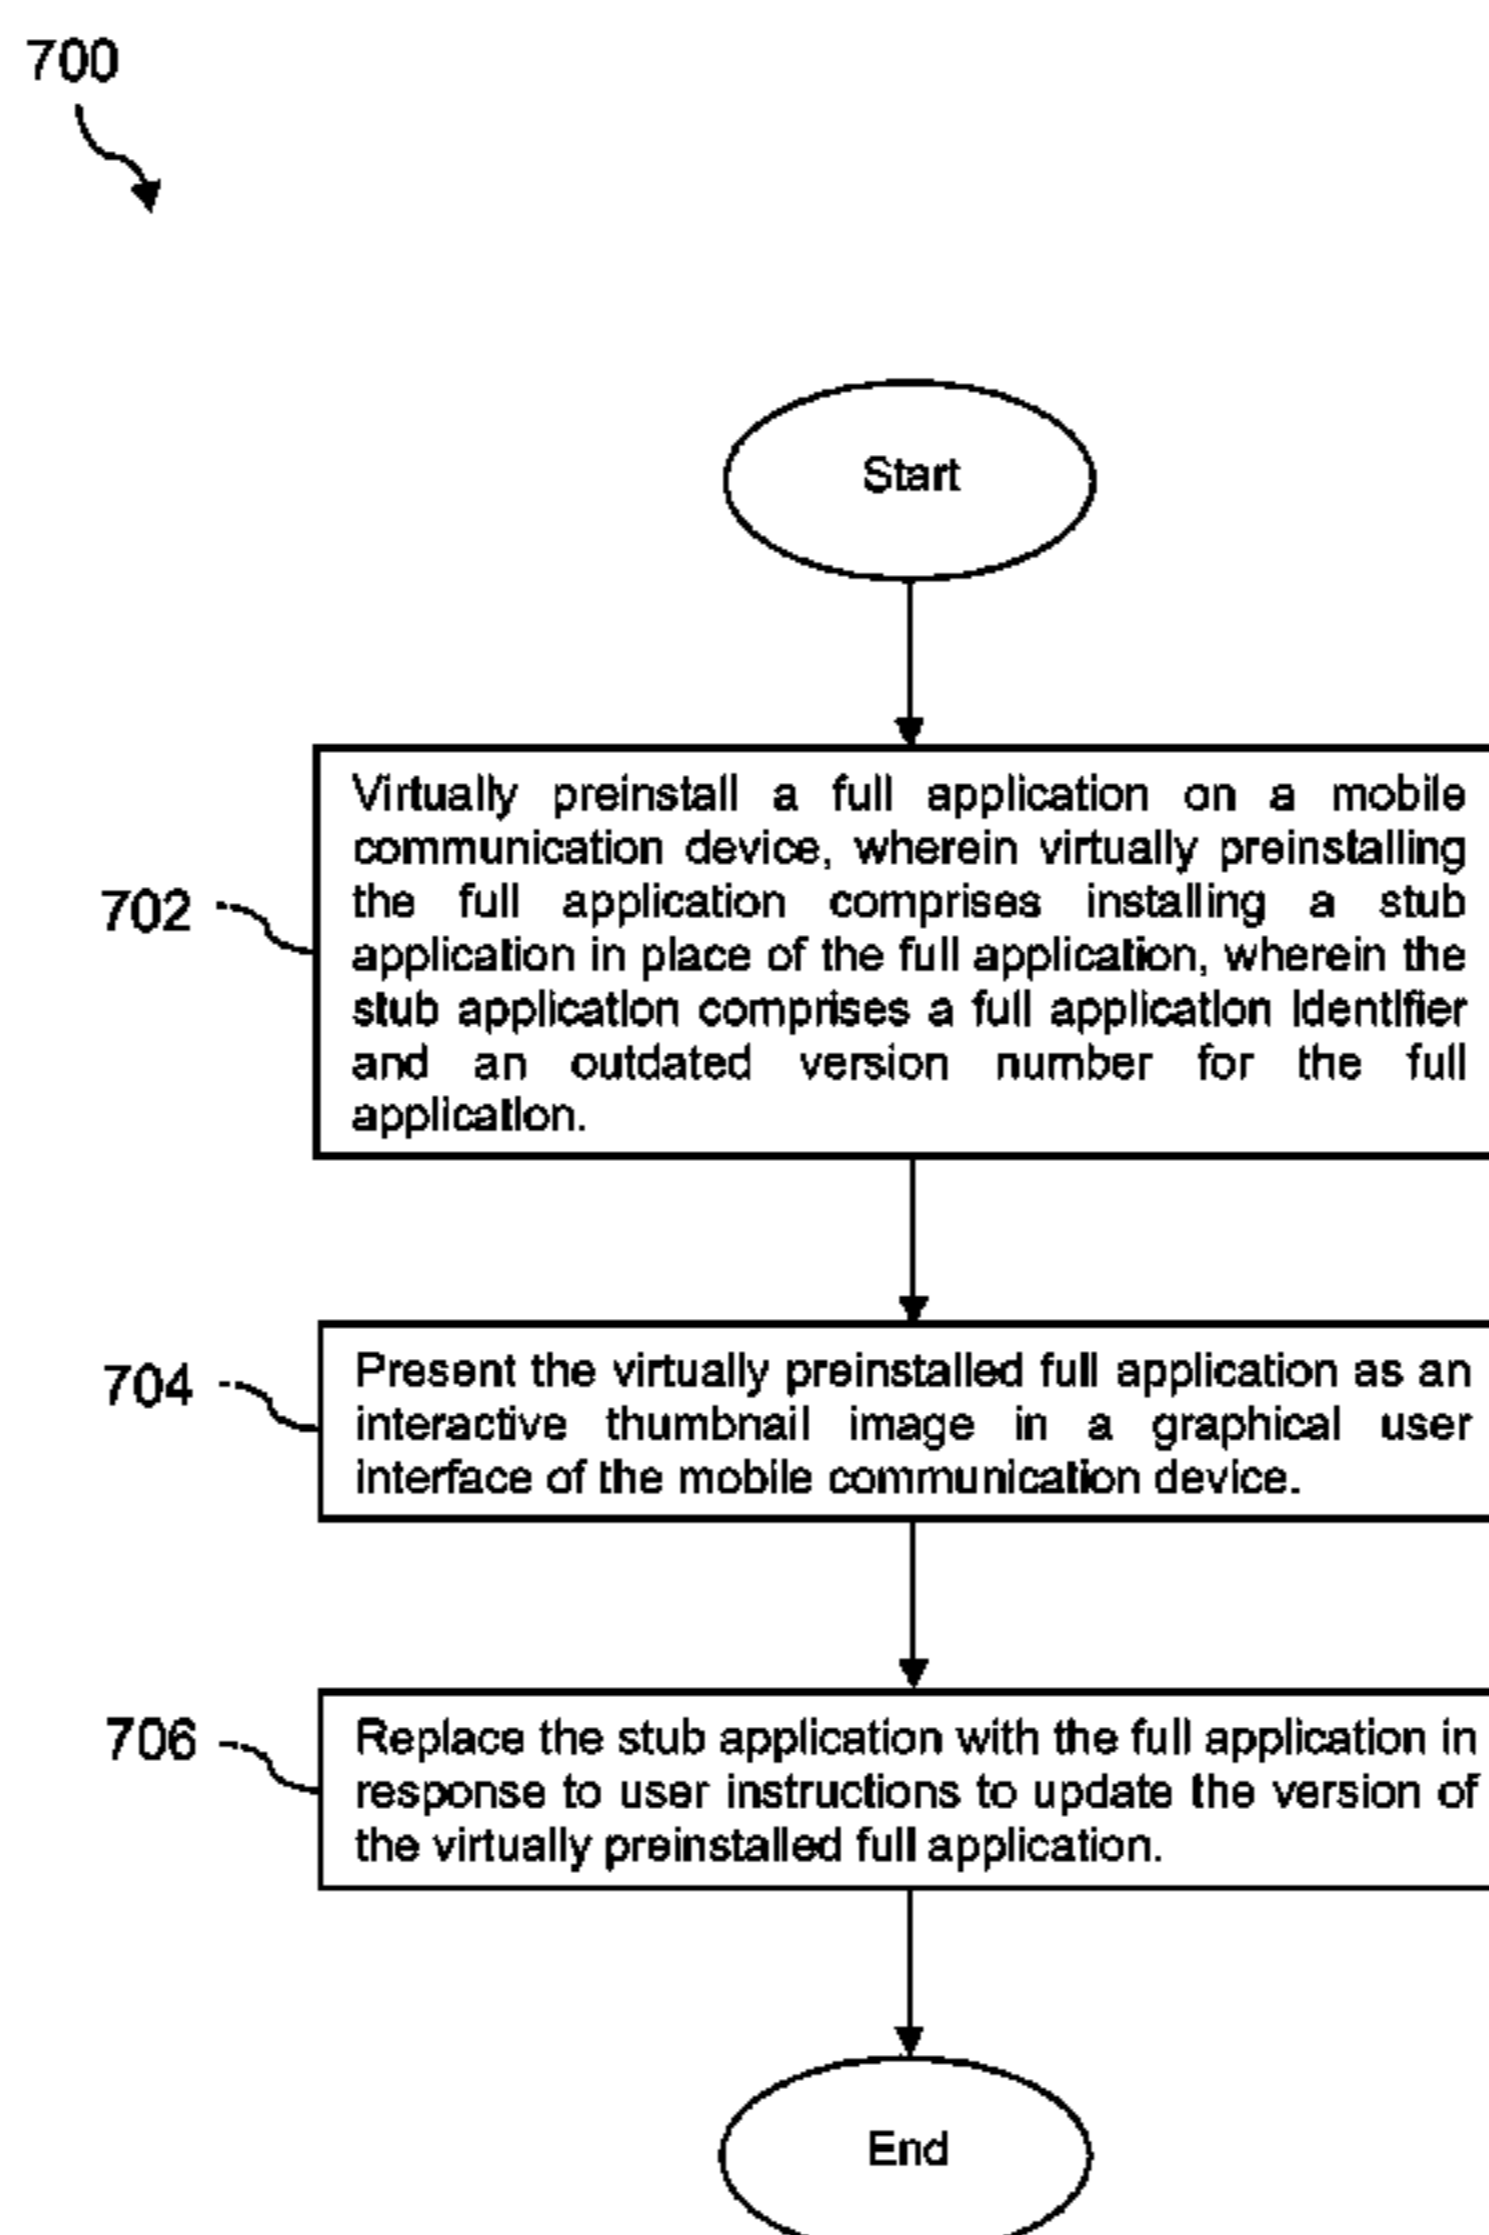 700
Start
702
Virtually preinstall a full application on a mobile
communication device, wherein virtually preinstalling
the full application comprises installing a stub
application in place of the full application, wherein the
stub application comprises a full application identifier
and an outdated version number for the full
application.
704
Present the virtually preinstalled full application as an
interactive thumbnail image in a graphical user
interface of the mobile communication device.
706
Replace the stub application with the full application in
response to user instructions to update the version of
the virtually preinstalled full application.
End